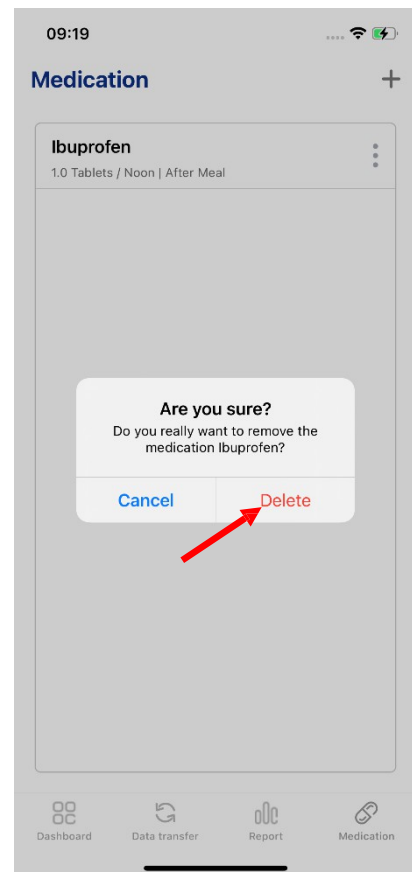 09:19
Medication
Ibuprofen
1.0 Tablets / Noon | After Meal
Are you sure?
Do you really want to remove the
medication Ibuprofen?
Cancel Delete
Dashboard Data transfer Report Medication